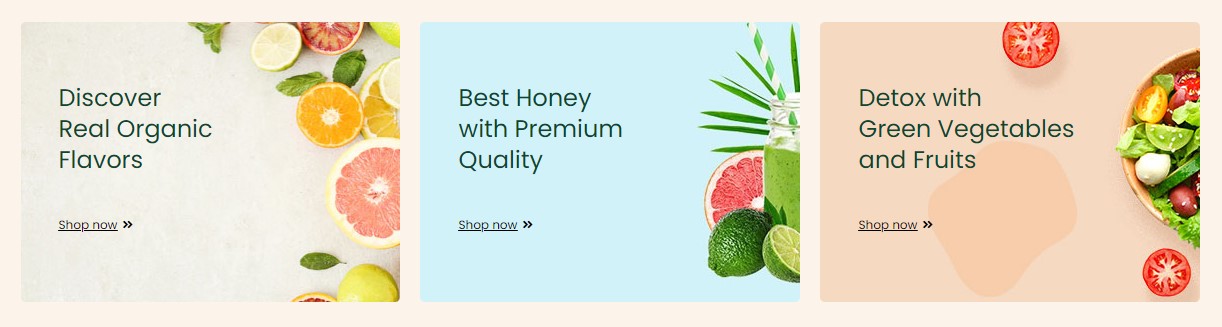 Discover
Real Organic
Flavors
Shop now »
Best Honey
with Premium
Quality
Shop now »
Detox with
Green Vegetables
and Fruits
Shop now »